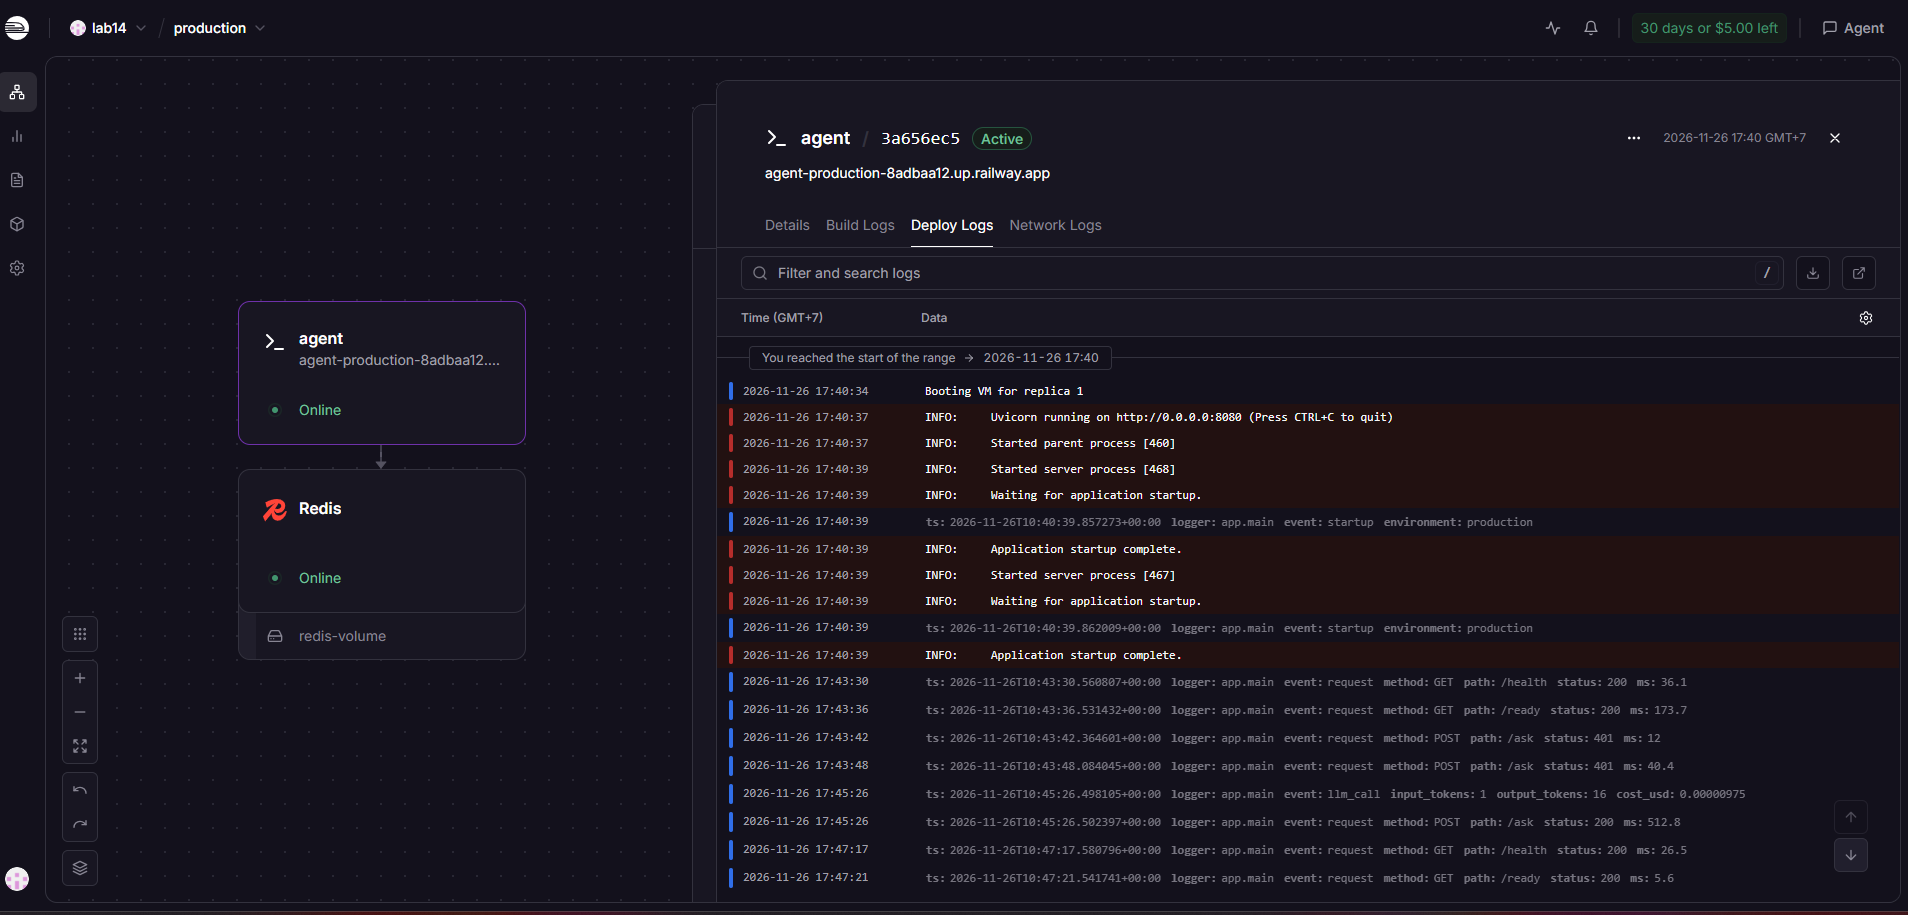 lab14 / production
30 days or $5.00 left
Agent
agent / 3a656ec5 Active
2026-11-26 17:40 GMT+7
agent-production-8adbaa12.up.railway.app
Details Build Logs Deploy Logs Network Logs
Filter and search logs /
Time (GMT+7) Data
You reached the start of the range → 2026-11-26 17:40
2026-11-26 17:40:34 Booting VM for replica 1
2026-11-26 17:40:37 INFO: Uvicorn running on http://0.0.0.0:8080 (Press CTRL+C to quit)
2026-11-26 17:40:37 INFO: Started parent process [460]
2026-11-26 17:40:39 INFO: Started server process [468]
2026-11-26 17:40:39 INFO: Waiting for application startup.
2026-11-26 17:40:39 ts: 2026-11-26T10:40:39.857273+00:00 logger: app.main event: startup environment: production
2026-11-26 17:40:39 INFO: Application startup complete.
2026-11-26 17:40:39 INFO: Started server process [467]
2026-11-26 17:40:39 INFO: Waiting for application startup.
2026-11-26 17:40:39 ts: 2026-11-26T10:40:39.862009+00:00 logger: app.main event: startup environment: production
2026-11-26 17:40:39 INFO: Application startup complete.
2026-11-26 17:43:30 ts: 2026-11-26T10:43:30.560807+00:00 logger: app.main event: request method: GET path: /health status: 200 ms: 36.1
2026-11-26 17:43:36 ts: 2026-11-26T10:43:36.531432+00:00 logger: app.main event: request method: GET path: /ready status: 200 ms: 173.7
2026-11-26 17:43:42 ts: 2026-11-26T10:43:42.364601+00:00 logger: app.main event: request method: POST path: /ask status: 401 ms: 12
2026-11-26 17:43:48 ts: 2026-11-26T10:43:48.084045+00:00 logger: app.main event: request method: POST path: /ask status: 401 ms: 40.4
2026-11-26 17:45:26 ts: 2026-11-26T10:45:26.498105+00:00 logger: app.main event: llm_call input_tokens: 1 output_tokens: 16 cost_usd: 0.00000975
2026-11-26 17:45:26 ts: 2026-11-26T10:45:26.502397+00:00 logger: app.main event: request method: POST path: /ask status: 200 ms: 512.8
2026-11-26 17:47:17 ts: 2026-11-26T10:47:17.580796+00:00 logger: app.main event: request method: GET path: /health status: 200 ms: 26.5
2026-11-26 17:47:21 ts: 2026-11-26T10:47:21.541741+00:00 logger: app.main event: request method: GET path: /ready status: 200 ms: 5.6
agent
agent-production-8adbaa12....
Online
Redis
Online
redis-volume